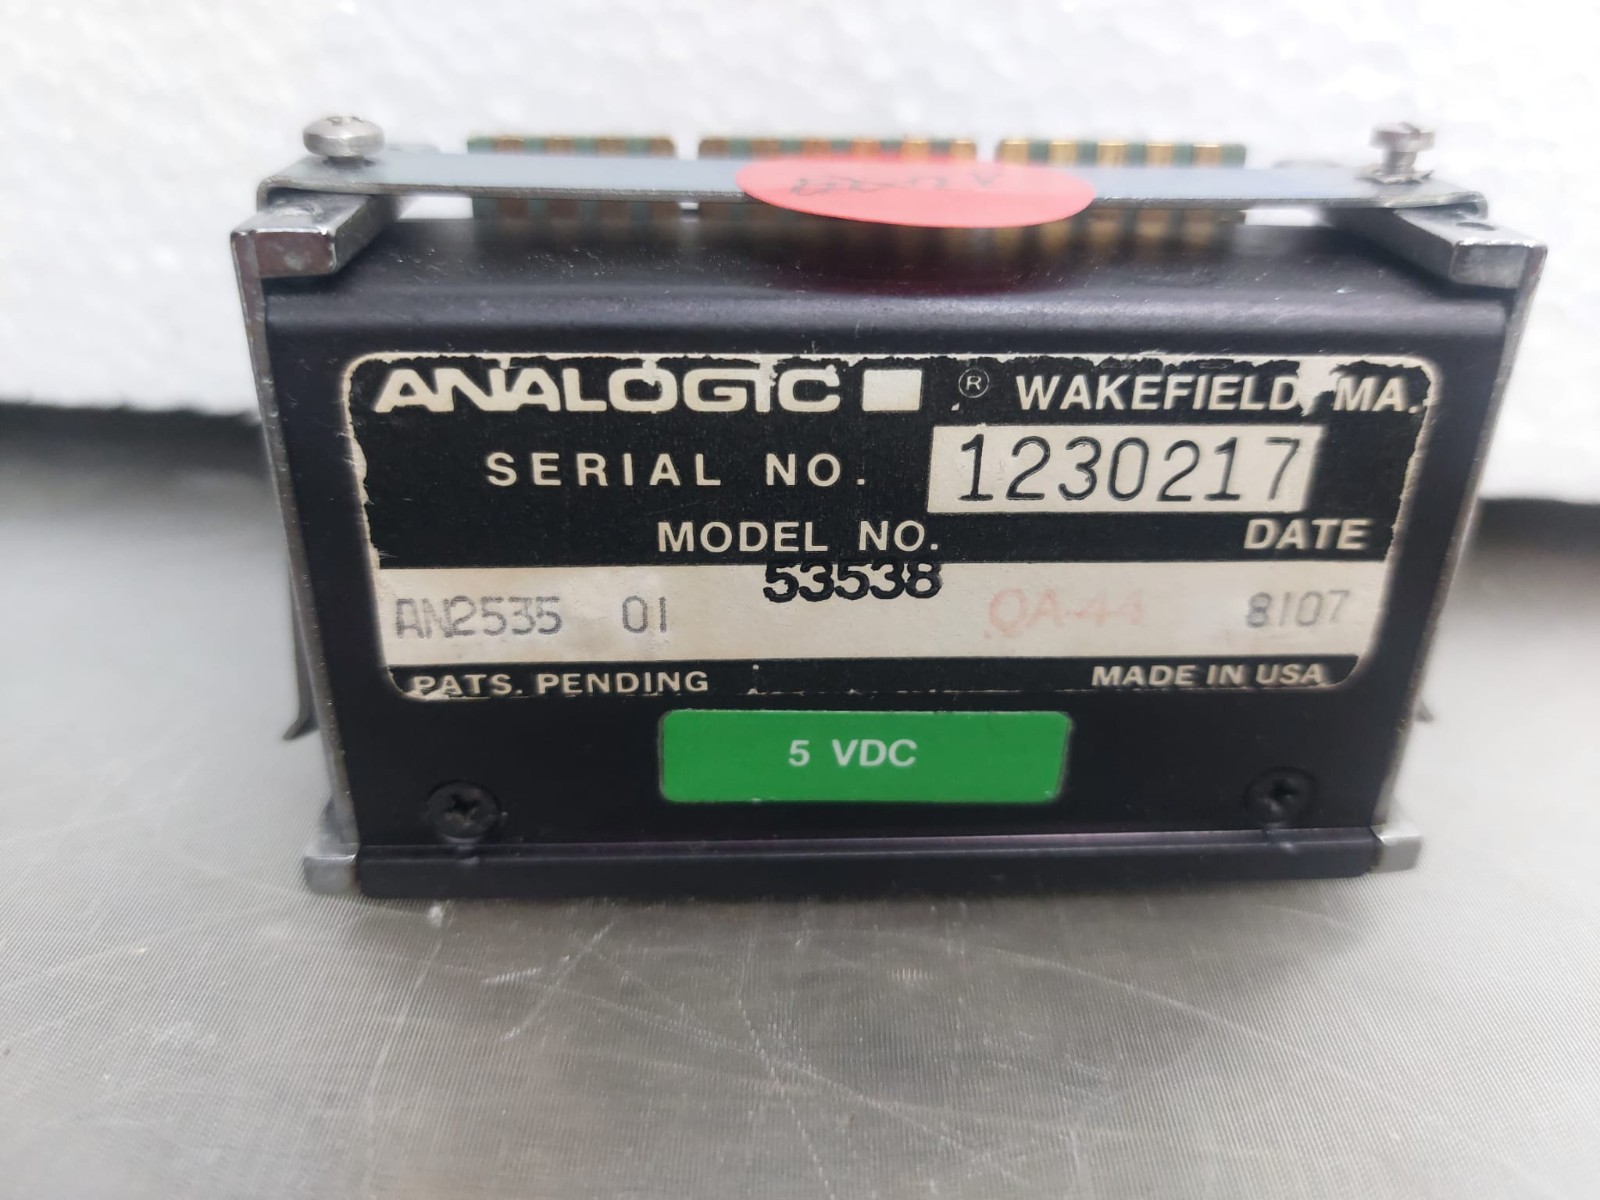 ANALOGIC ® WAKEFIELD, MA.
SERIAL NO. 1230217
MODEL NO. DATE
53538
AN2535 01 QA-44 8107
PATS. PENDING MADE IN USA
5 VDC